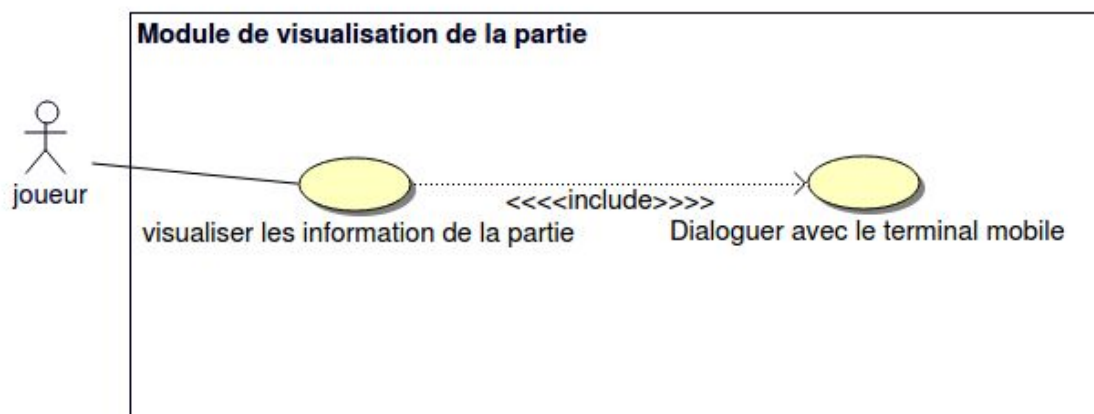 Module de visualisation de la partie
joueur
<<<<include>>>>
visualiser les information de la partie
Dialoguer avec le terminal mobile